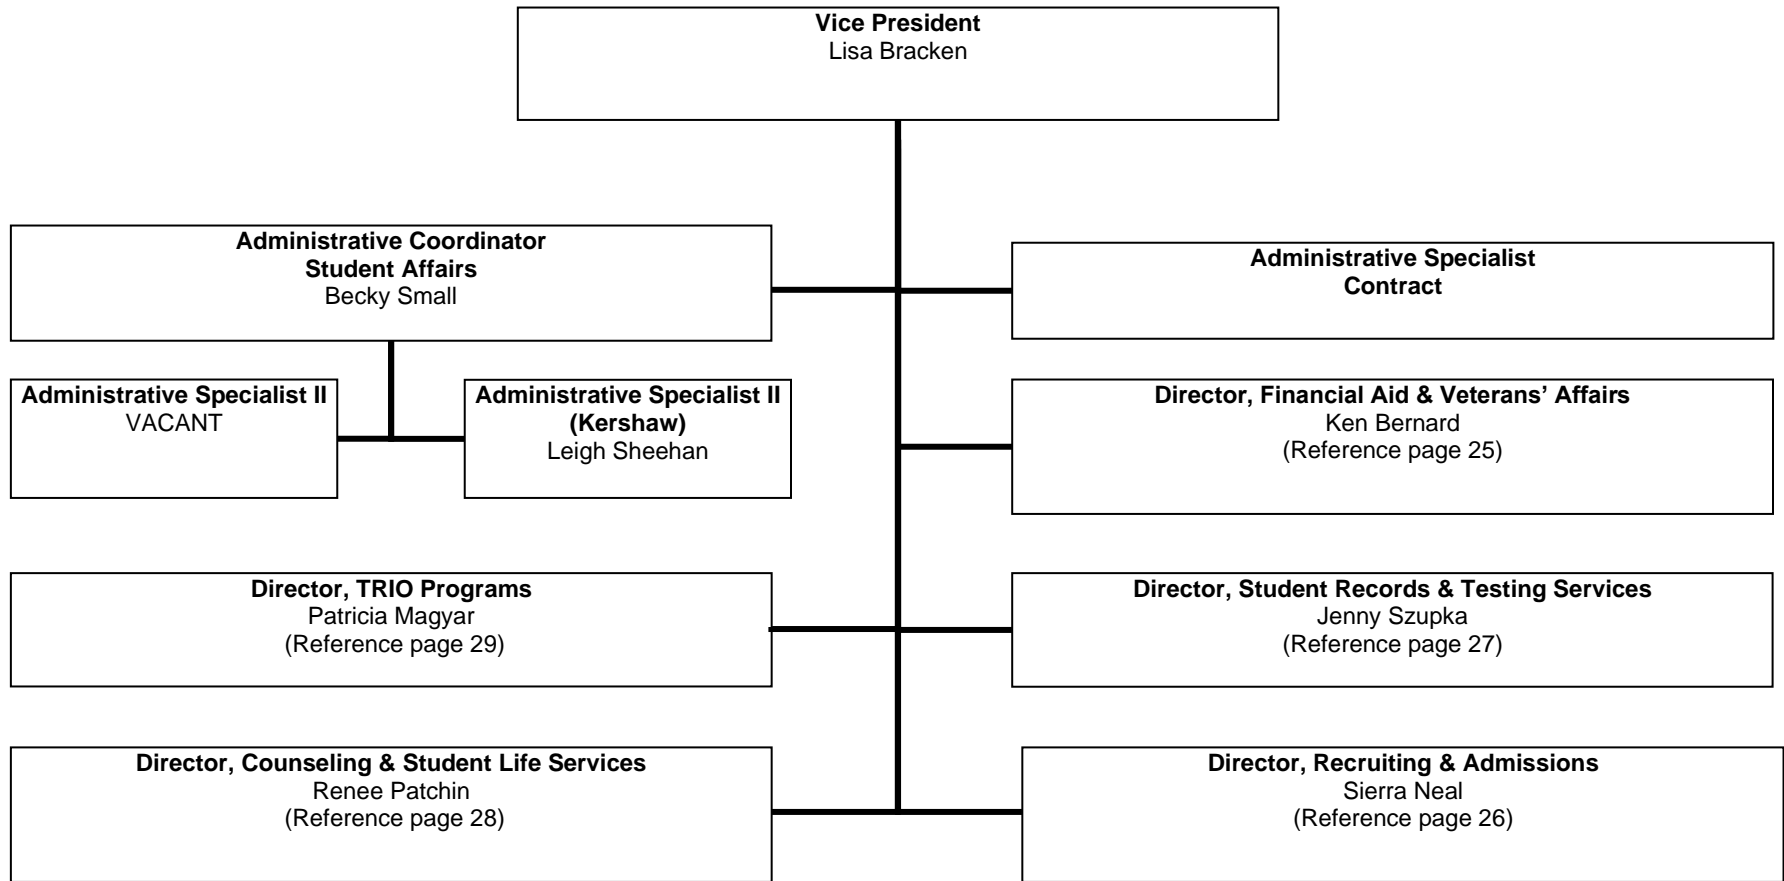 Vice President
Lisa Bracken
Administrative Coordinator
Student Affairs
Becky Small
Administrative Specialist
Contract
Administrative Specialist II
VACANT
Administrative Specialist II
(Kershaw)
Leigh Sheehan
Director, Financial Aid & Veterans’ Affairs
Ken Bernard
(Reference page 25)
Director, TRIO Programs
Patricia Magyar
(Reference page 29)
Director, Student Records & Testing Services
Jenny Szupka
(Reference page 27)
Director, Counseling & Student Life Services
Renee Patchin
(Reference page 28)
Director, Recruiting & Admissions
Sierra Neal
(Reference page 26)